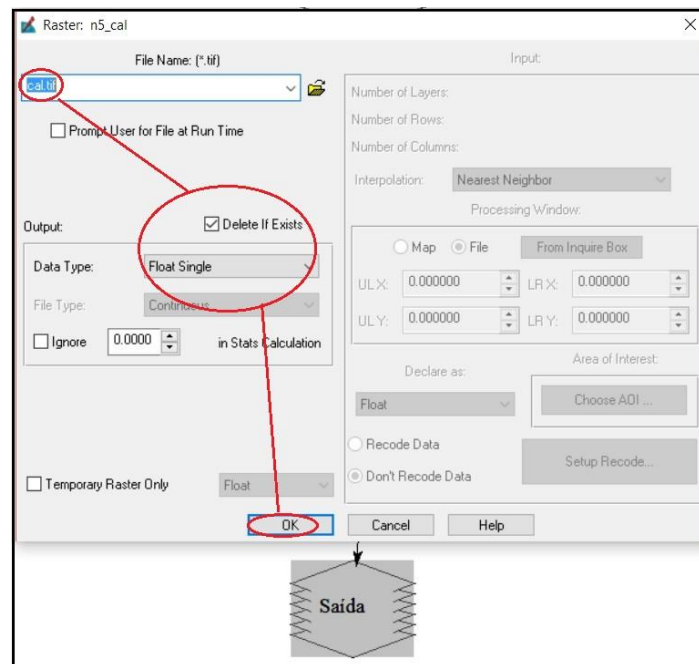 Raster: n5_cal
File Name: (*.tif)
cal.tif
Prompt User for File at Run Time
Output:
Delete If Exists
Data Type:
Float Single
File Type:
Continuous
Ignore
0.0000
in Stats Calculation
Temporary Raster Only
Float
Input:
Number of Layers:
Number of Rows:
Number of Columns:
Interpolation:
Nearest Neighbor
Processing Window:
Map
File
From Inquire Box
UL X:
0.000000
LR X:
0.000000
UL Y:
0.000000
LR Y:
0.000000
Declare as:
Float
Area of Interest:
Choose AOI ...
Recode Data
Don't Recode Data
Setup Recode...
OK
Cancel
Help
Saída